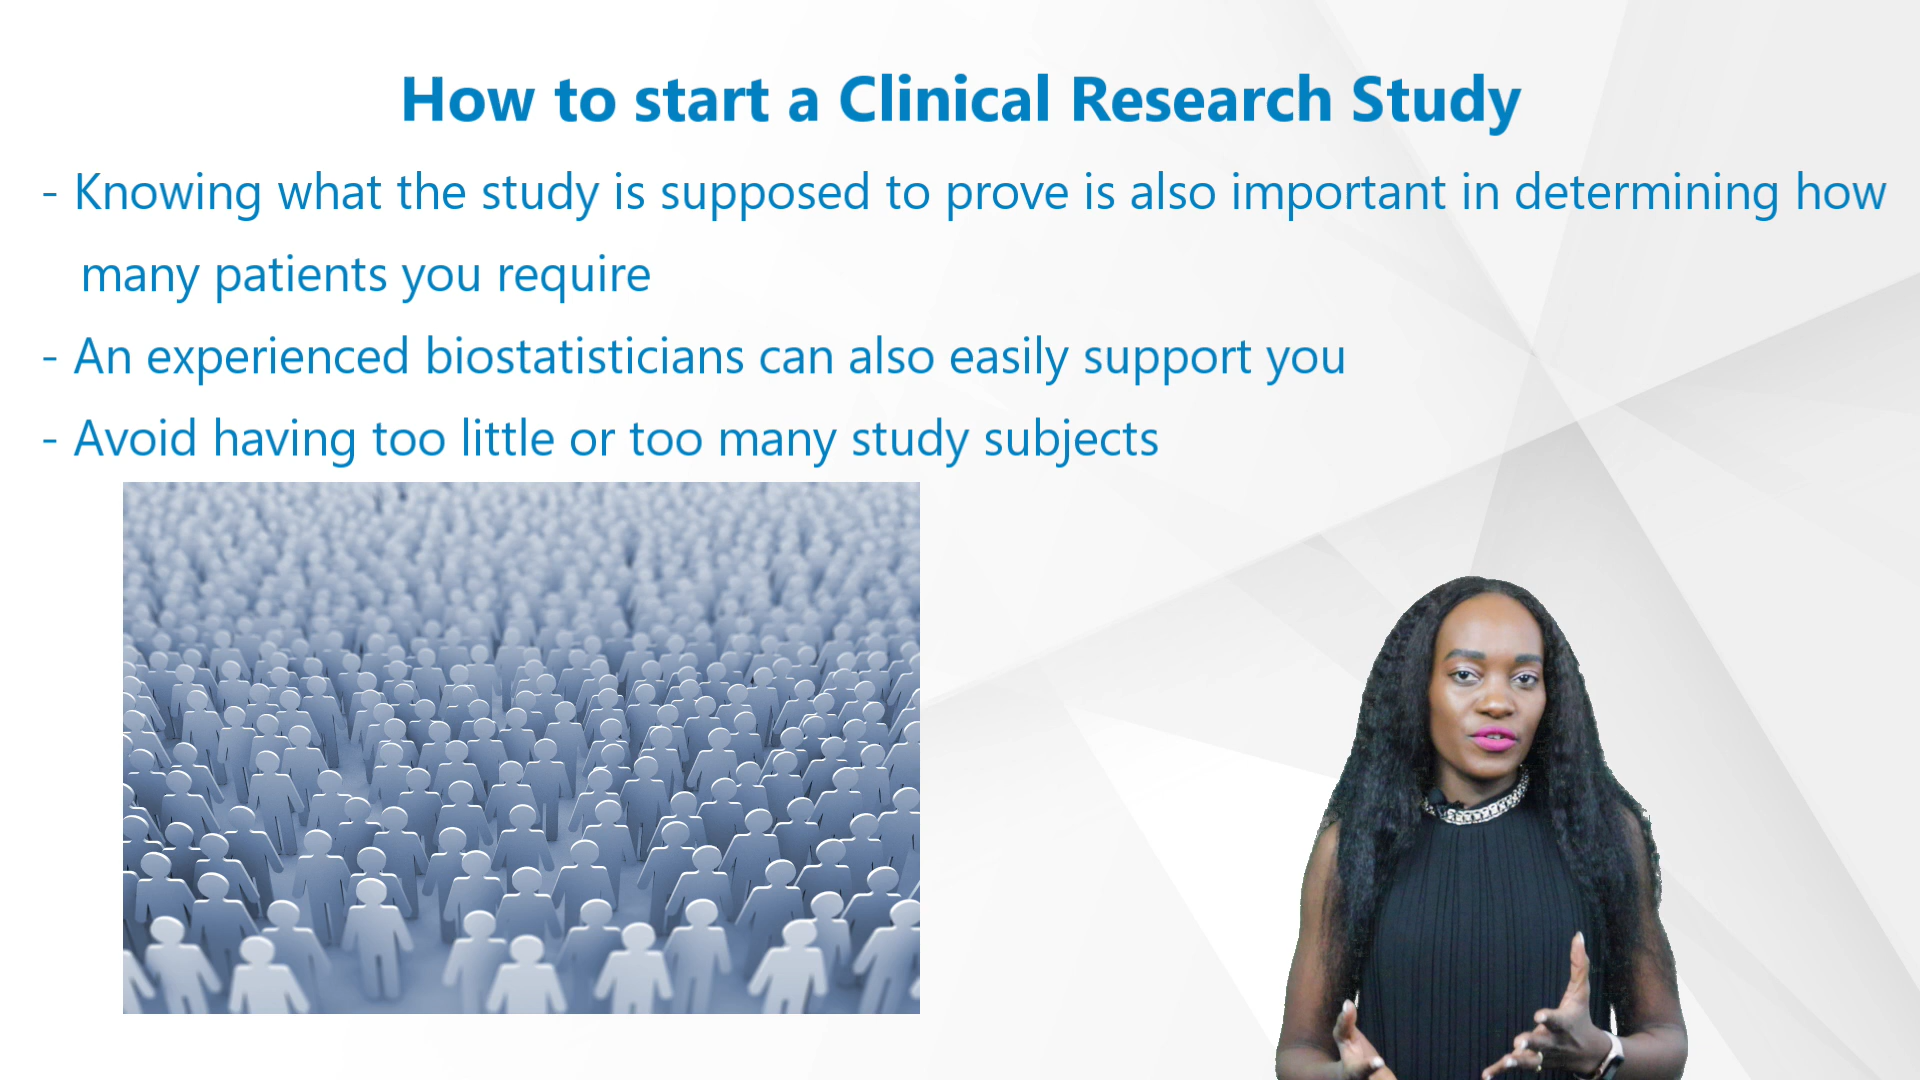 How to start a Clinical Research Study
- Knowing what the study is supposed to prove is also important in determining how
many patients you require
- An experienced biostatisticians can also easily support you
- Avoid having too little or too many study subjects